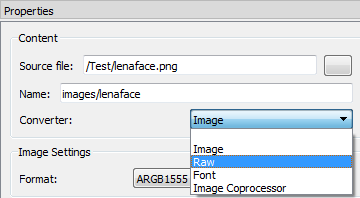 Properties
Content
Source file: /Test/lenaface.png
Name: images/lenaface
Converter: Image
Image
Raw
Image Settings
Font
Format: ARGB1555
Image Coprocessor